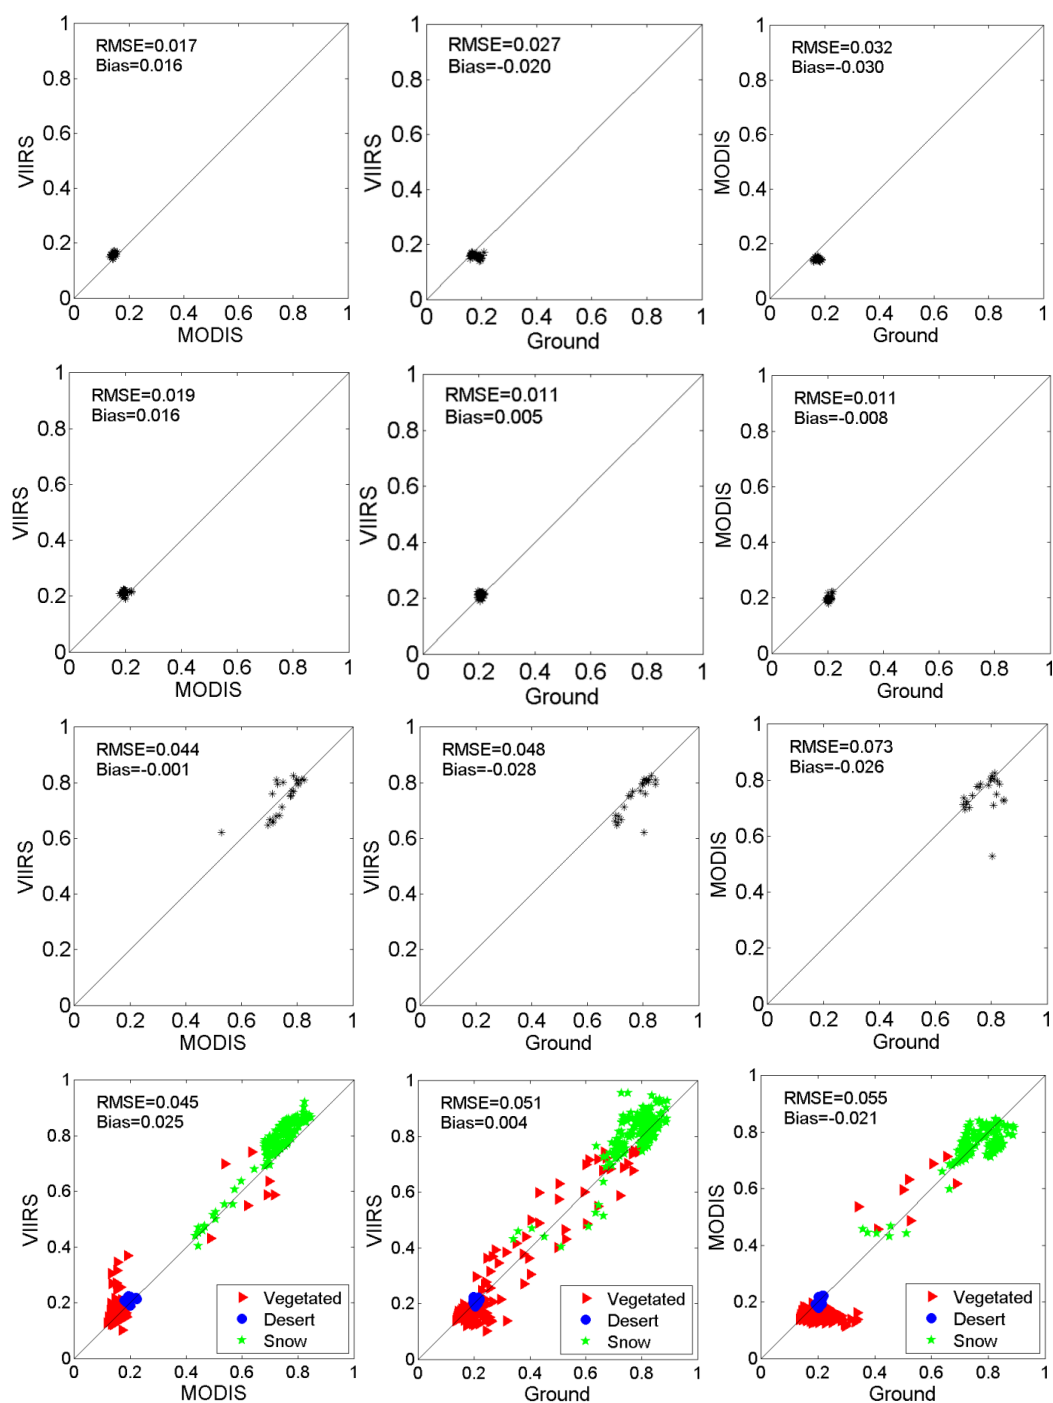 1
0.8
0.6
0.4
0.2
0
RMSE=0.017
Bias=0.016
VIIRS
0 0.2 0.4 0.6 0.8 1
MODIS
1
0.8
0.6
0.4
0.2
0
RMSE=0.027
Bias=-0.020
VIIRS
0 0.2 0.4 0.6 0.8 1
Ground
1
0.8
0.6
0.4
0.2
0
RMSE=0.032
Bias=-0.030
MODIS
0 0.2 0.4 0.6 0.8 1
Ground
1
0.8
0.6
0.4
0.2
0
RMSE=0.019
Bias=0.016
VIIRS
0 0.2 0.4 0.6 0.8 1
MODIS
1
0.8
0.6
0.4
0.2
0
RMSE=0.011
Bias=0.005
VIIRS
0 0.2 0.4 0.6 0.8 1
Ground
1
0.8
0.6
0.4
0.2
0
RMSE=0.011
Bias=-0.008
MODIS
0 0.2 0.4 0.6 0.8 1
Ground
1
0.8
0.6
0.4
0.2
0
RMSE=0.044
Bias=-0.001
VIIRS
0 0.2 0.4 0.6 0.8 1
MODIS
1
0.8
0.6
0.4
0.2
0
RMSE=0.048
Bias=-0.028
VIIRS
0 0.2 0.4 0.6 0.8 1
Ground
1
0.8
0.6
0.4
0.2
0
RMSE=0.073
Bias=-0.026
MODIS
0 0.2 0.4 0.6 0.8 1
Ground
1
0.8
0.6
0.4
0.2
0
RMSE=0.045
Bias=0.025
VIIRS
Vegetated
Desert
Snow
0 0.2 0.4 0.6 0.8 1
MODIS
1
0.8
0.6
0.4
0.2
0
RMSE=0.051
Bias=0.004
VIIRS
Vegetated
Desert
Snow
0 0.2 0.4 0.6 0.8 1
Ground
1
0.8
0.6
0.4
0.2
0
RMSE=0.055
Bias=-0.021
MODIS
Vegetated
Desert
Snow
0 0.2 0.4 0.6 0.8 1
Ground